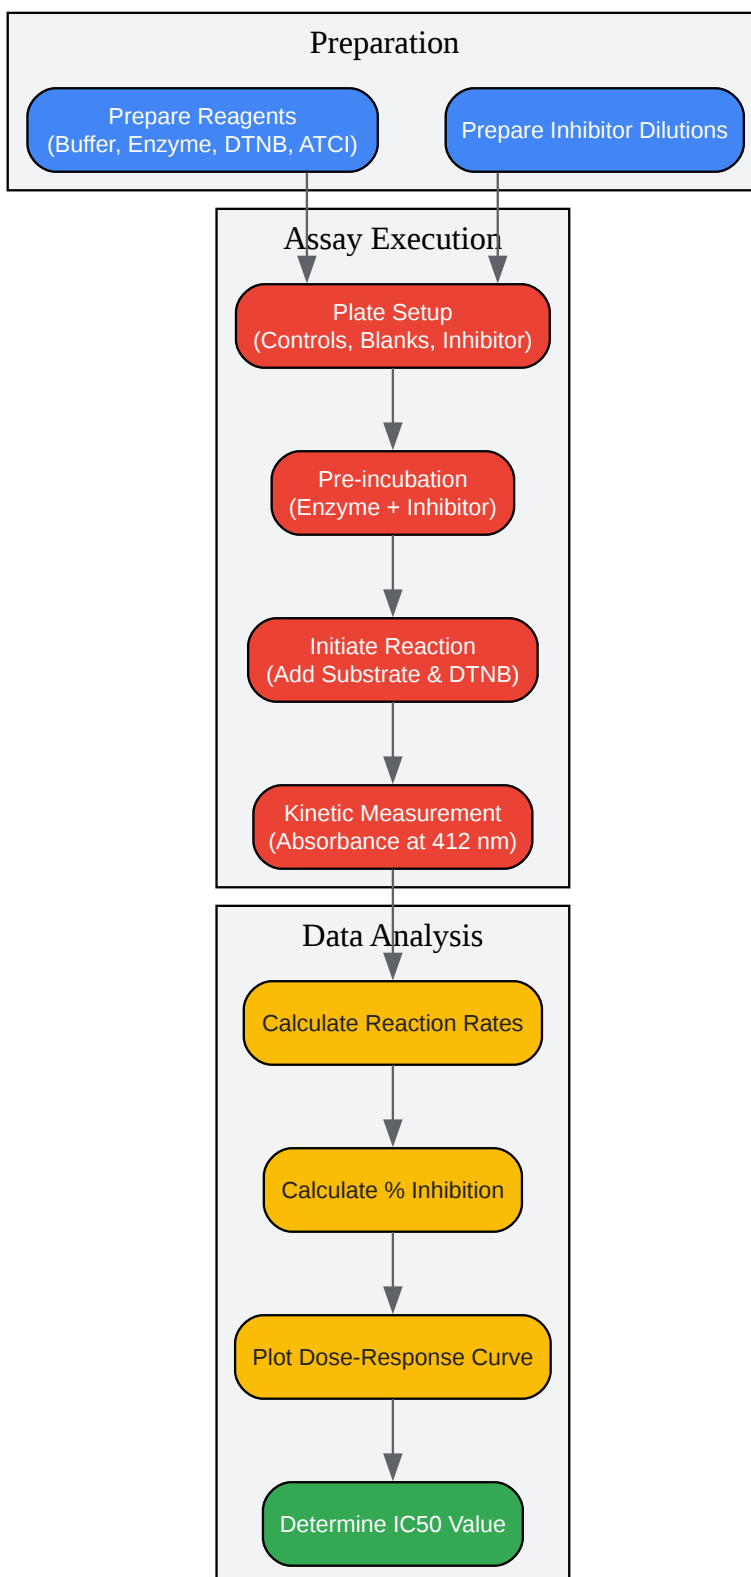 Preparation
Prepare Reagents
(Buffer, Enzyme, DTNB, ATCI)
Prepare Inhibitor Dilutions
Assay Execution
Plate Setup
(Controls, Blanks, Inhibitor)
Pre-incubation
(Enzyme + Inhibitor)
Initiate Reaction
(Add Substrate & DTNB)
Kinetic Measurement
(Absorbance at 412 nm)
Data Analysis
Calculate Reaction Rates
Calculate % Inhibition
Plot Dose-Response Curve
Determine IC50 Value